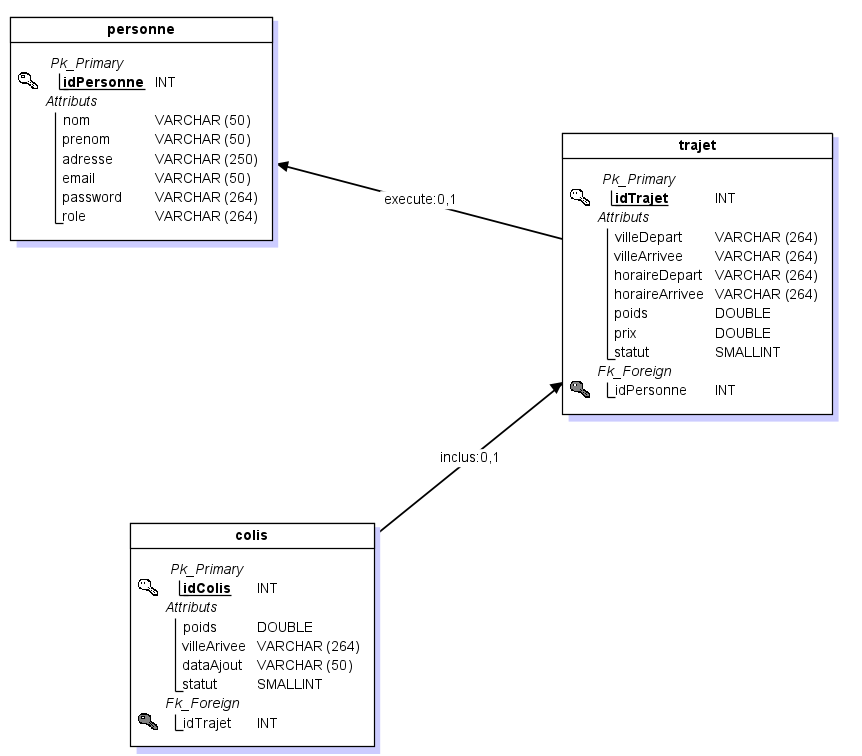 personne
Pk_Primary
idPersonne INT
Attributs
nom VARCHAR (50)
prenom VARCHAR (50)
adresse VARCHAR (250)
email VARCHAR (50)
password VARCHAR (264)
role VARCHAR (264)
execute:0,1
trajet
Pk_Primary
idTrajet INT
Attributs
villeDepart VARCHAR (264)
villeArrivee VARCHAR (264)
horaireDepart VARCHAR (264)
horaireArrivee VARCHAR (264)
poids DOUBLE
prix DOUBLE
statut SMALLINT
Fk_Foreign
idPersonne INT
inclus:0,1
colis
Pk_Primary
idColis INT
Attributs
poids DOUBLE
villeArivee VARCHAR (264)
dataAjout VARCHAR (50)
statut SMALLINT
Fk_Foreign
idTrajet INT